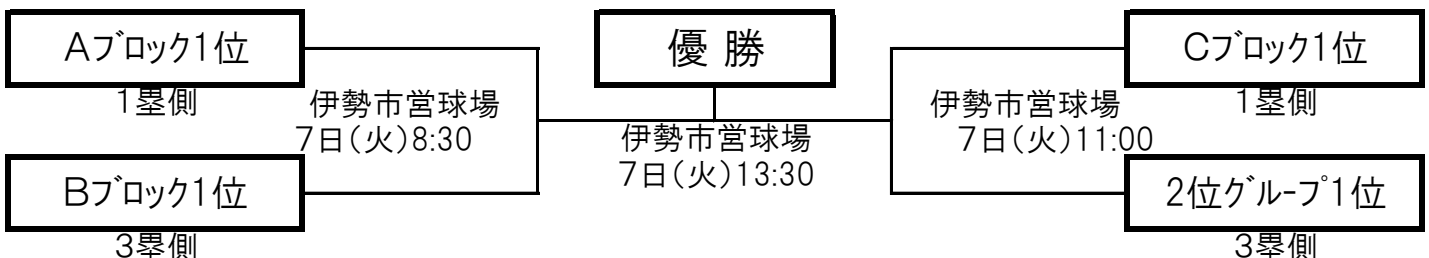 Aﾌﾞﾛｯｸ1位
1塁側
伊勢市営球場
7日(火)8:30
Bﾌﾞﾛｯｸ1位
3塁側
優 勝
伊勢市営球場
7日(火)13:30
Cﾌﾞﾛｯｸ1位
1塁側
伊勢市営球場
7日(火)11:00
2位ｸﾞﾙｰﾌﾟ1位
3塁側